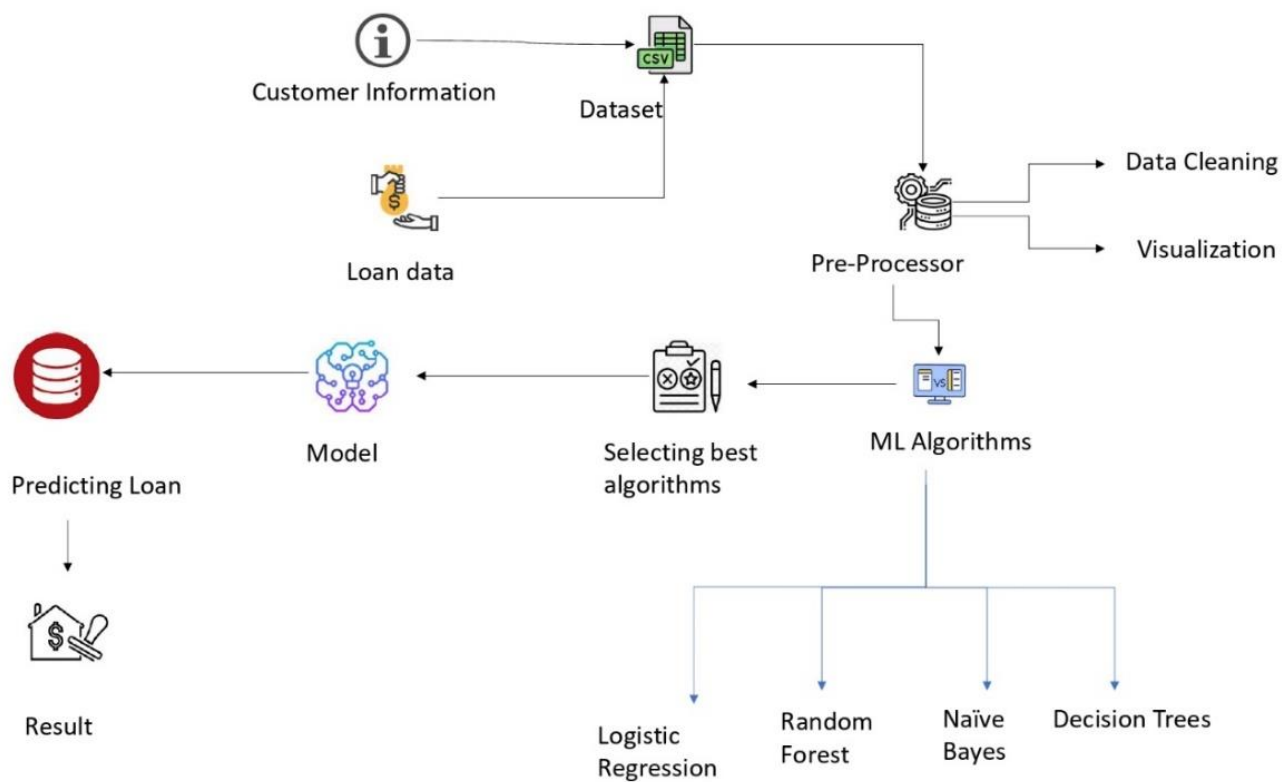 CSV
Customer Information
Dataset
Data Cleaning
$
Visualization
Loan data
Pre-Processor
VS
ML Algorithms
Selecting best
algorithms
Model
Predicting Loan
$
Result
Logistic
Regression
Random
Forest
Naïve
Bayes
Decision Trees